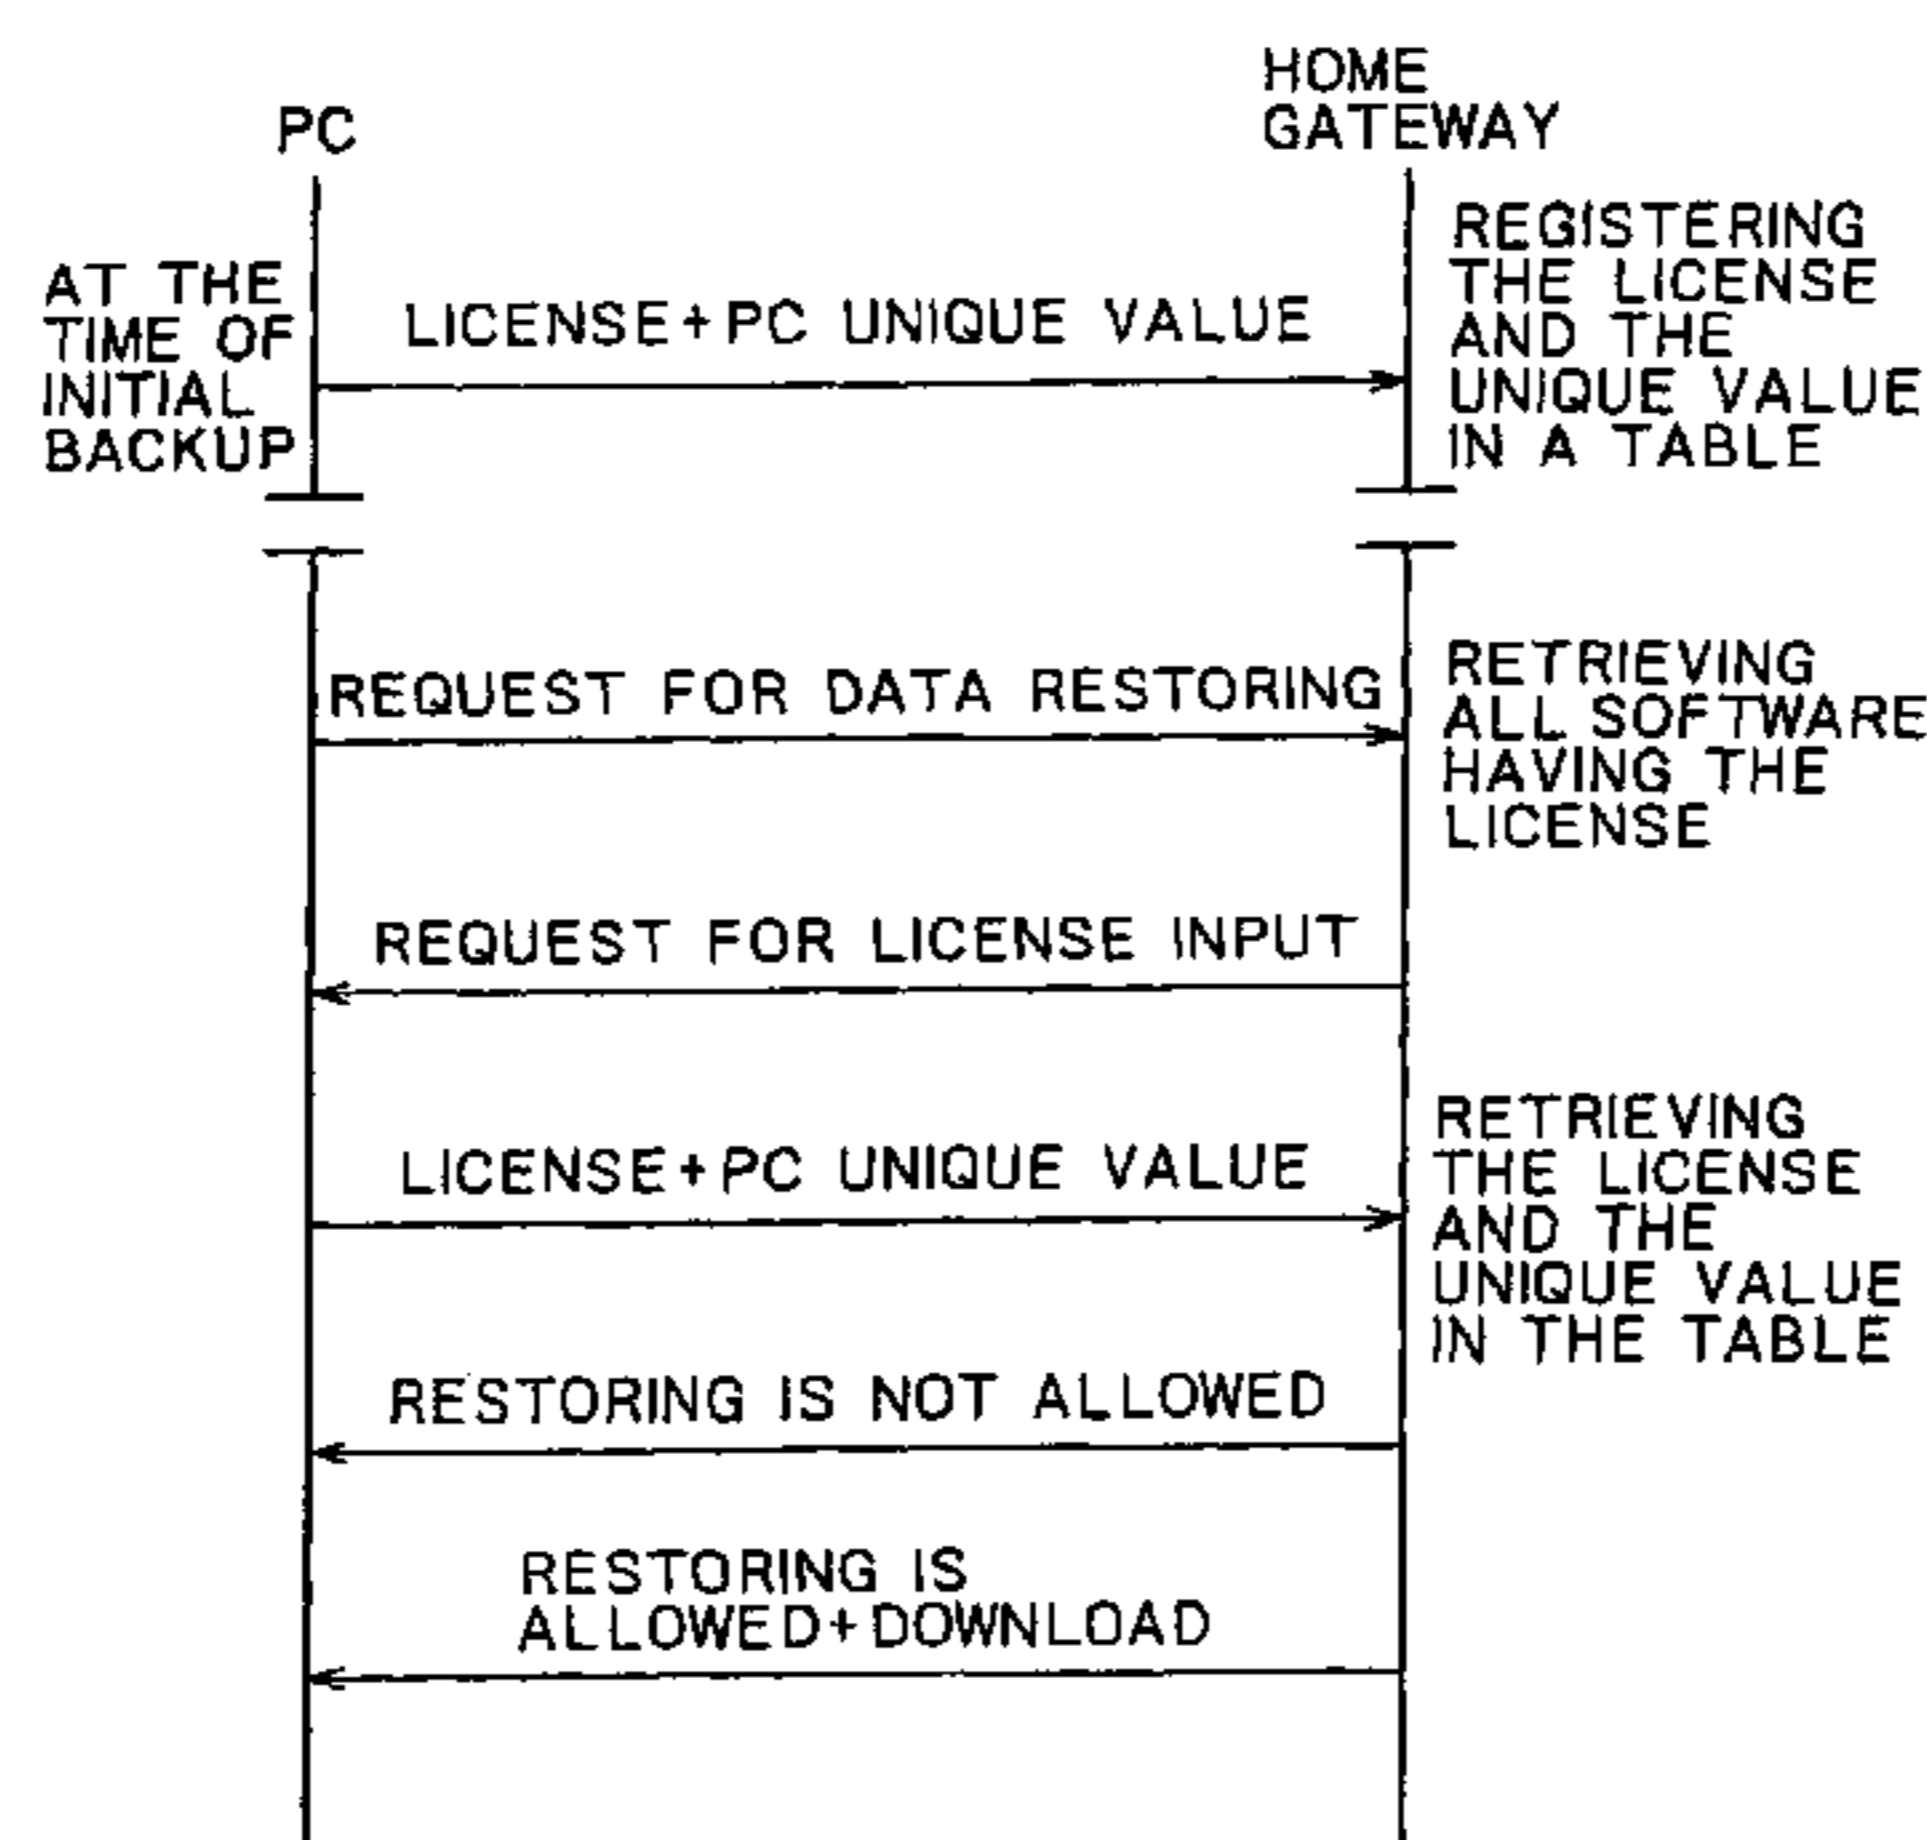 PC
HOME
GATEWAY
AT THE
TIME OF
INITIAL
BACKUP
LICENSE+PC UNIQUE VALUE
REGISTERING
THE LICENSE
AND THE
UNIQUE VALUE
IN A TABLE
REQUEST FOR DATA RESTORING
RETRIEVING
ALL SOFTWARE
HAVING THE
LICENSE
REQUEST FOR LICENSE INPUT
LICENSE+PC UNIQUE VALUE
RETRIEVING
THE LICENSE
AND THE
UNIQUE VALUE
IN THE TABLE
RESTORING IS NOT ALLOWED
RESTORING IS
ALLOWED+DOWNLOAD